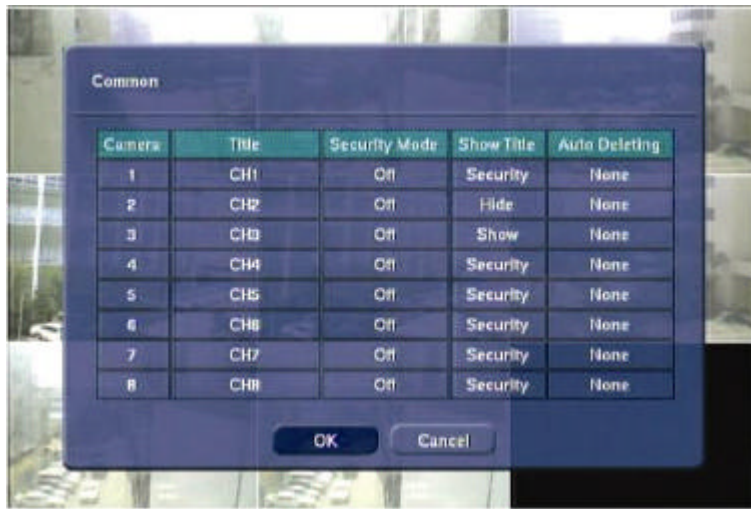 Common
Camera Title Security Mode Show Title Auto Deleting
1 CH1 Off Security None
2 CH2 Off Hide None
3 CH3 Off Show None
4 CH4 Off Security None
5 CH5 Off Security None
6 CH6 Off Security None
7 CH7 Off Security None
8 CH8 Off Security None
OK Cancel